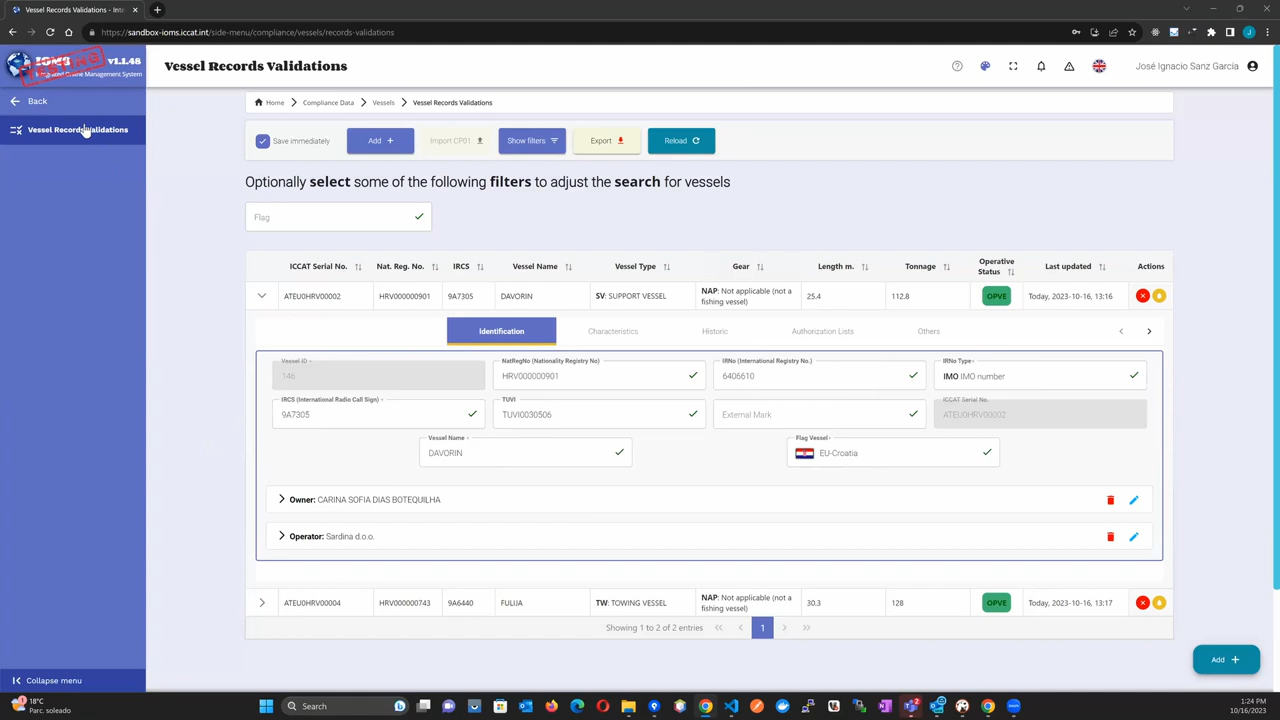 Vessel Records Validations - Int
https://sandbox-ioms.iccat.int/side-menu/compliance/vessels/records-validations
IOMS v1.1.48
Integrated Online Management System
TESTING
Vessel Records Validations
José Ignacio Sanz García
Back
Vessel Records Validations
Home Compliance Data Vessels Vessel Records Validations
Save immediately Add + Import CP01 Show filters Export Reload
Optionally select some of the following filters to adjust the search for vessels
Flag
ICCAT Serial No. Nat. Reg. No. IRCS Vessel Name Vessel Type Gear Length m. Tonnage Operative Status Last updated Actions
ATEU0HRV00002 HRV000000901 9A7305 DAVORIN SV: SUPPORT VESSEL NAP: Not applicable (not a fishing vessel) 25.4 112.8 OPVE Today, 2023-10-16, 13:16
Identification Characteristics Historic Authorization Lists Others
Vessel ID *
146
NatRegNo (Nationality Registry No)
HRV000000901
IRNo (International Registry No.)
6406610
IRNo Type *
IMO IMO number
IRCS (International Radio Call Sign) *
9A7305
TUVI
TUVI0030506
External Mark
ICCAT Serial No.
ATEU0HRV00002
Vessel Name *
DAVORIN
Flag Vessel *
EU-Croatia
Owner: CARINA SOFIA DIAS BOTEQUILHA
Operator: Sardina d.o.o.
ATEU0HRV00004 HRV000000743 9A6440 FULIJA TW: TOWING VESSEL NAP: Not applicable (not a fishing vessel) 30.3 128 OPVE Today, 2023-10-16, 13:17
Showing 1 to 2 of 2 entries 1
Add +
Collapse menu
18°C
Parc. soleado
Search
1:24 PM
10/16/2023